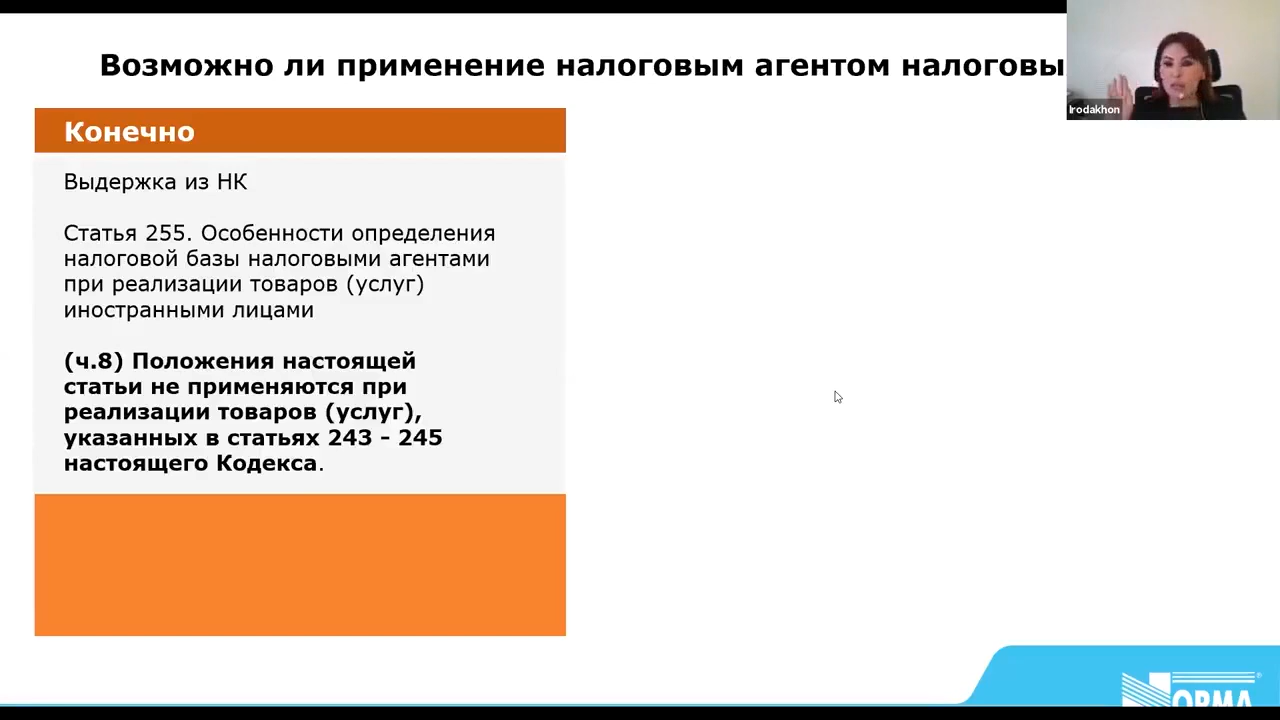 Возможно ли применение налоговым агентом налоговы
Irodakhon
Конечно
Выдержка из НК
Статья 255. Особенности определения
налоговой базы налоговыми агентами
при реализации товаров (услуг)
иностранными лицами
(ч.8) Положения настоящей
статьи не применяются при
реализации товаров (услуг),
указанных в статьях 243 - 245
настоящего Кодекса.
ОРМА
®